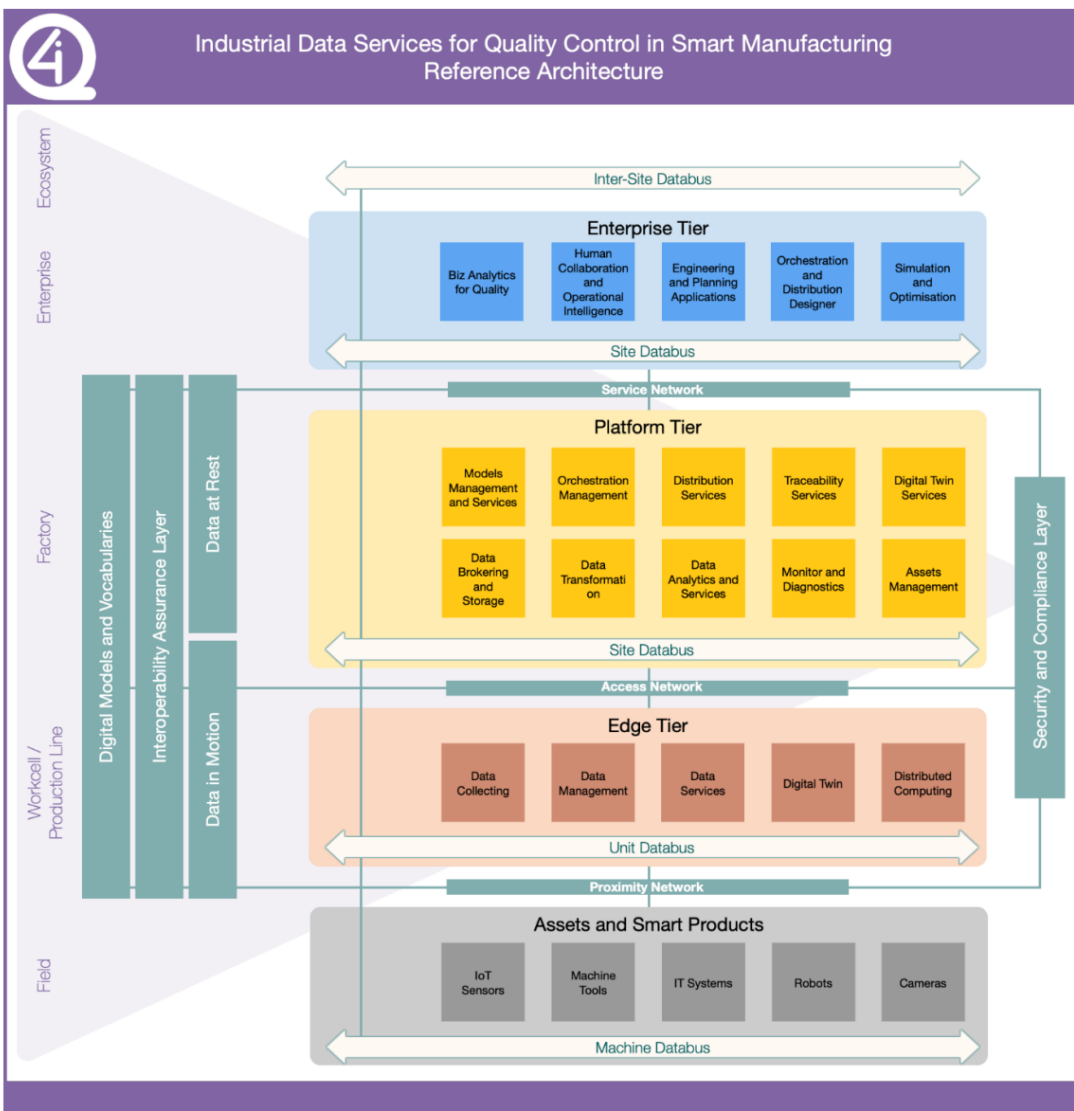 i4Q
Industrial Data Services for Quality Control in Smart Manufacturing
Reference Architecture
Ecosystem
Enterprise
Factory
Workcell /
Production Line
Field
Inter-Site Databus
Enterprise Tier
Biz Analytics
for Quality
Human
Collaboration
and
Operational
Intelligence
Engineering
and Planning
Applications
Orchestration
and
Distribution
Designer
Simulation
and
Optimisation
Site Databus
Service Network
Digital Models and Vocabularies
Interoperability Assurance Layer
Data at Rest
Data in Motion
Security and Compliance Layer
Platform Tier
Models
Management
and Services
Orchestration
Management
Distribution
Services
Traceability
Services
Digital Twin
Services
Data
Brokering
and
Storage
Data
Transformati
on
Data
Analytics and
Services
Monitor and
Diagnostics
Assets
Management
Site Databus
Access Network
Edge Tier
Data
Collecting
Data
Management
Data
Services
Digital Twin
Distributed
Computing
Unit Databus
Proximity Network
Assets and Smart Products
IoT
Sensors
Machine
Tools
IT Systems
Robots
Cameras
Machine Databus